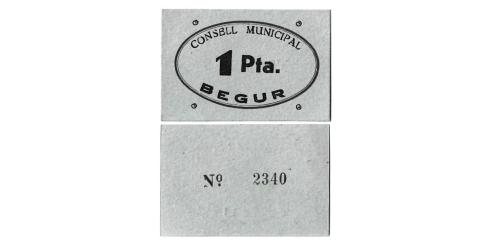 CONSELL MUNICIPAL
1 Pta.
BEGUR
Nº 2340